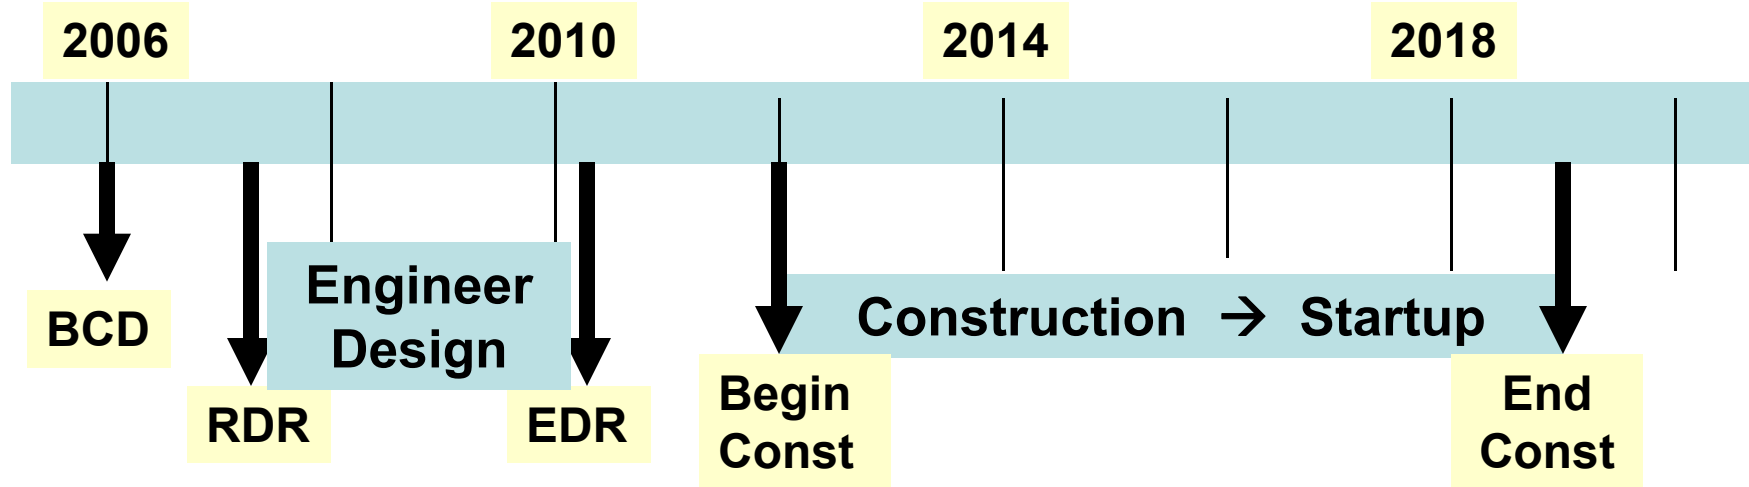 2006
2010
2014
2018
BCD
RDR
Engineer
Design
EDR
Begin
Const
Construction → Startup
End
Const